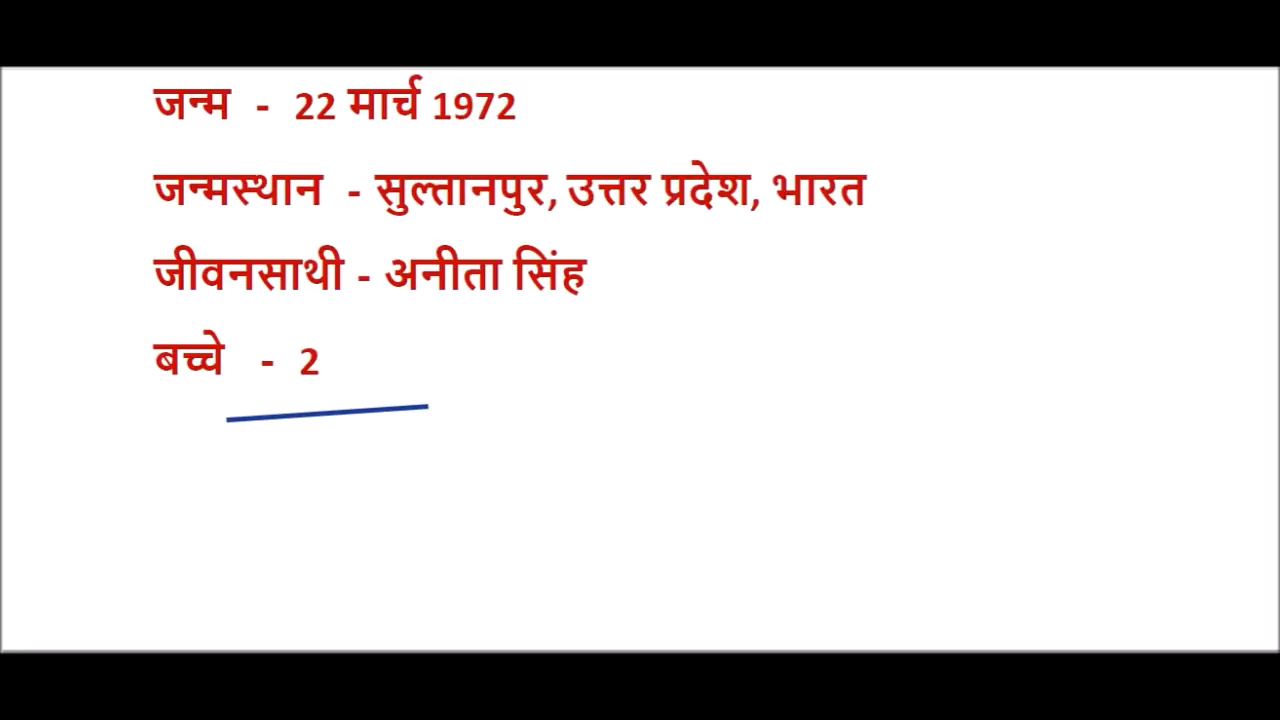 जन्म - 22 मार्च 1972
जन्मस्थान - सुल्तानपुर, उत्तर प्रदेश, भारत
जीवनसाथी - अनीता सिंह
बच्चे - 2